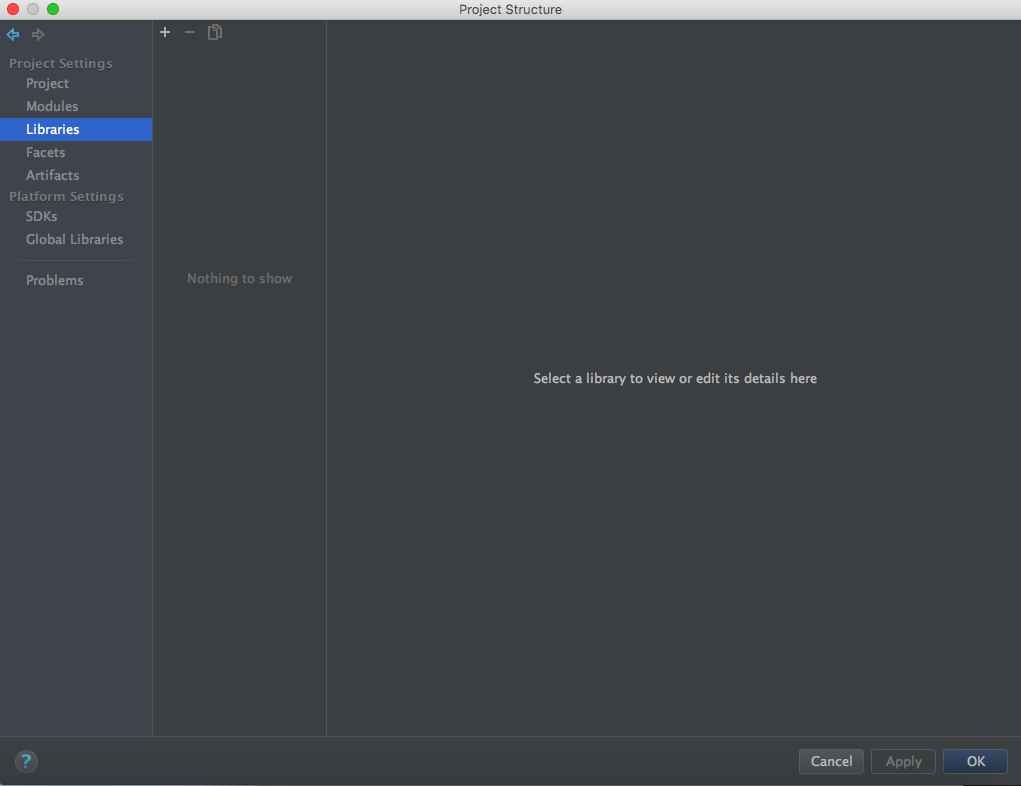 Project Structure
Project Settings
Project
Modules
Libraries
Facets
Artifacts
Platform Settings
SDKs
Global Libraries
Problems
Nothing to show
Select a library to view or edit its details here
?
Cancel
Apply
OK